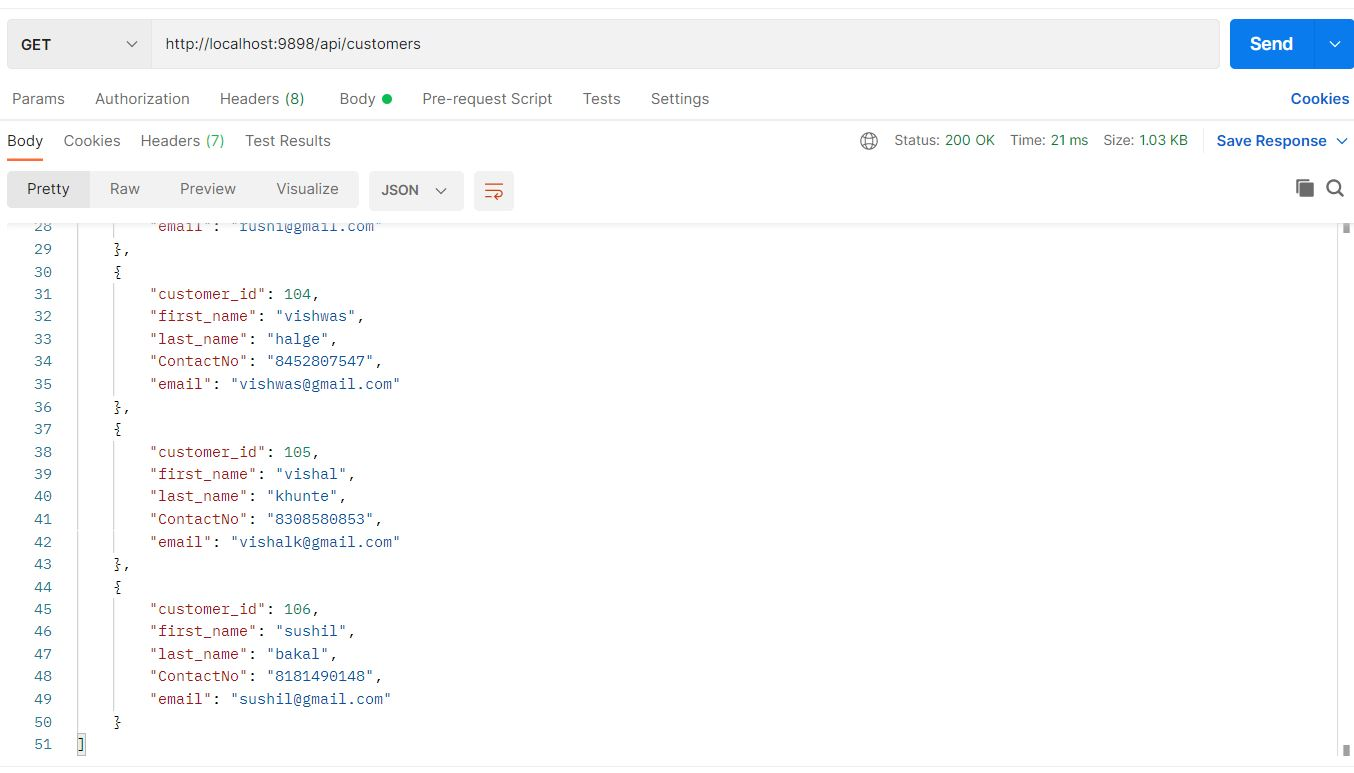 GET http://localhost:9898/api/customers Send
Params Authorization Headers (8) Body Pre-request Script Tests Settings Cookies
Body Cookies Headers (7) Test Results Status: 200 OK Time: 21 ms Size: 1.03 KB Save Response
Pretty Raw Preview Visualize JSON
28 "email": "rushi@gmail.com"
29 },
30 {
31 "customer_id": 104,
32 "first_name": "vishwas",
33 "last_name": "halge",
34 "ContactNo": "8452807547",
35 "email": "vishwas@gmail.com"
36 },
37 {
38 "customer_id": 105,
39 "first_name": "vishal",
40 "last_name": "khunte",
41 "ContactNo": "8308580853",
42 "email": "vishalk@gmail.com"
43 },
44 {
45 "customer_id": 106,
46 "first_name": "sushil",
47 "last_name": "bakal",
48 "ContactNo": "8181490148",
49 "email": "sushil@gmail.com"
50 }
51 ]